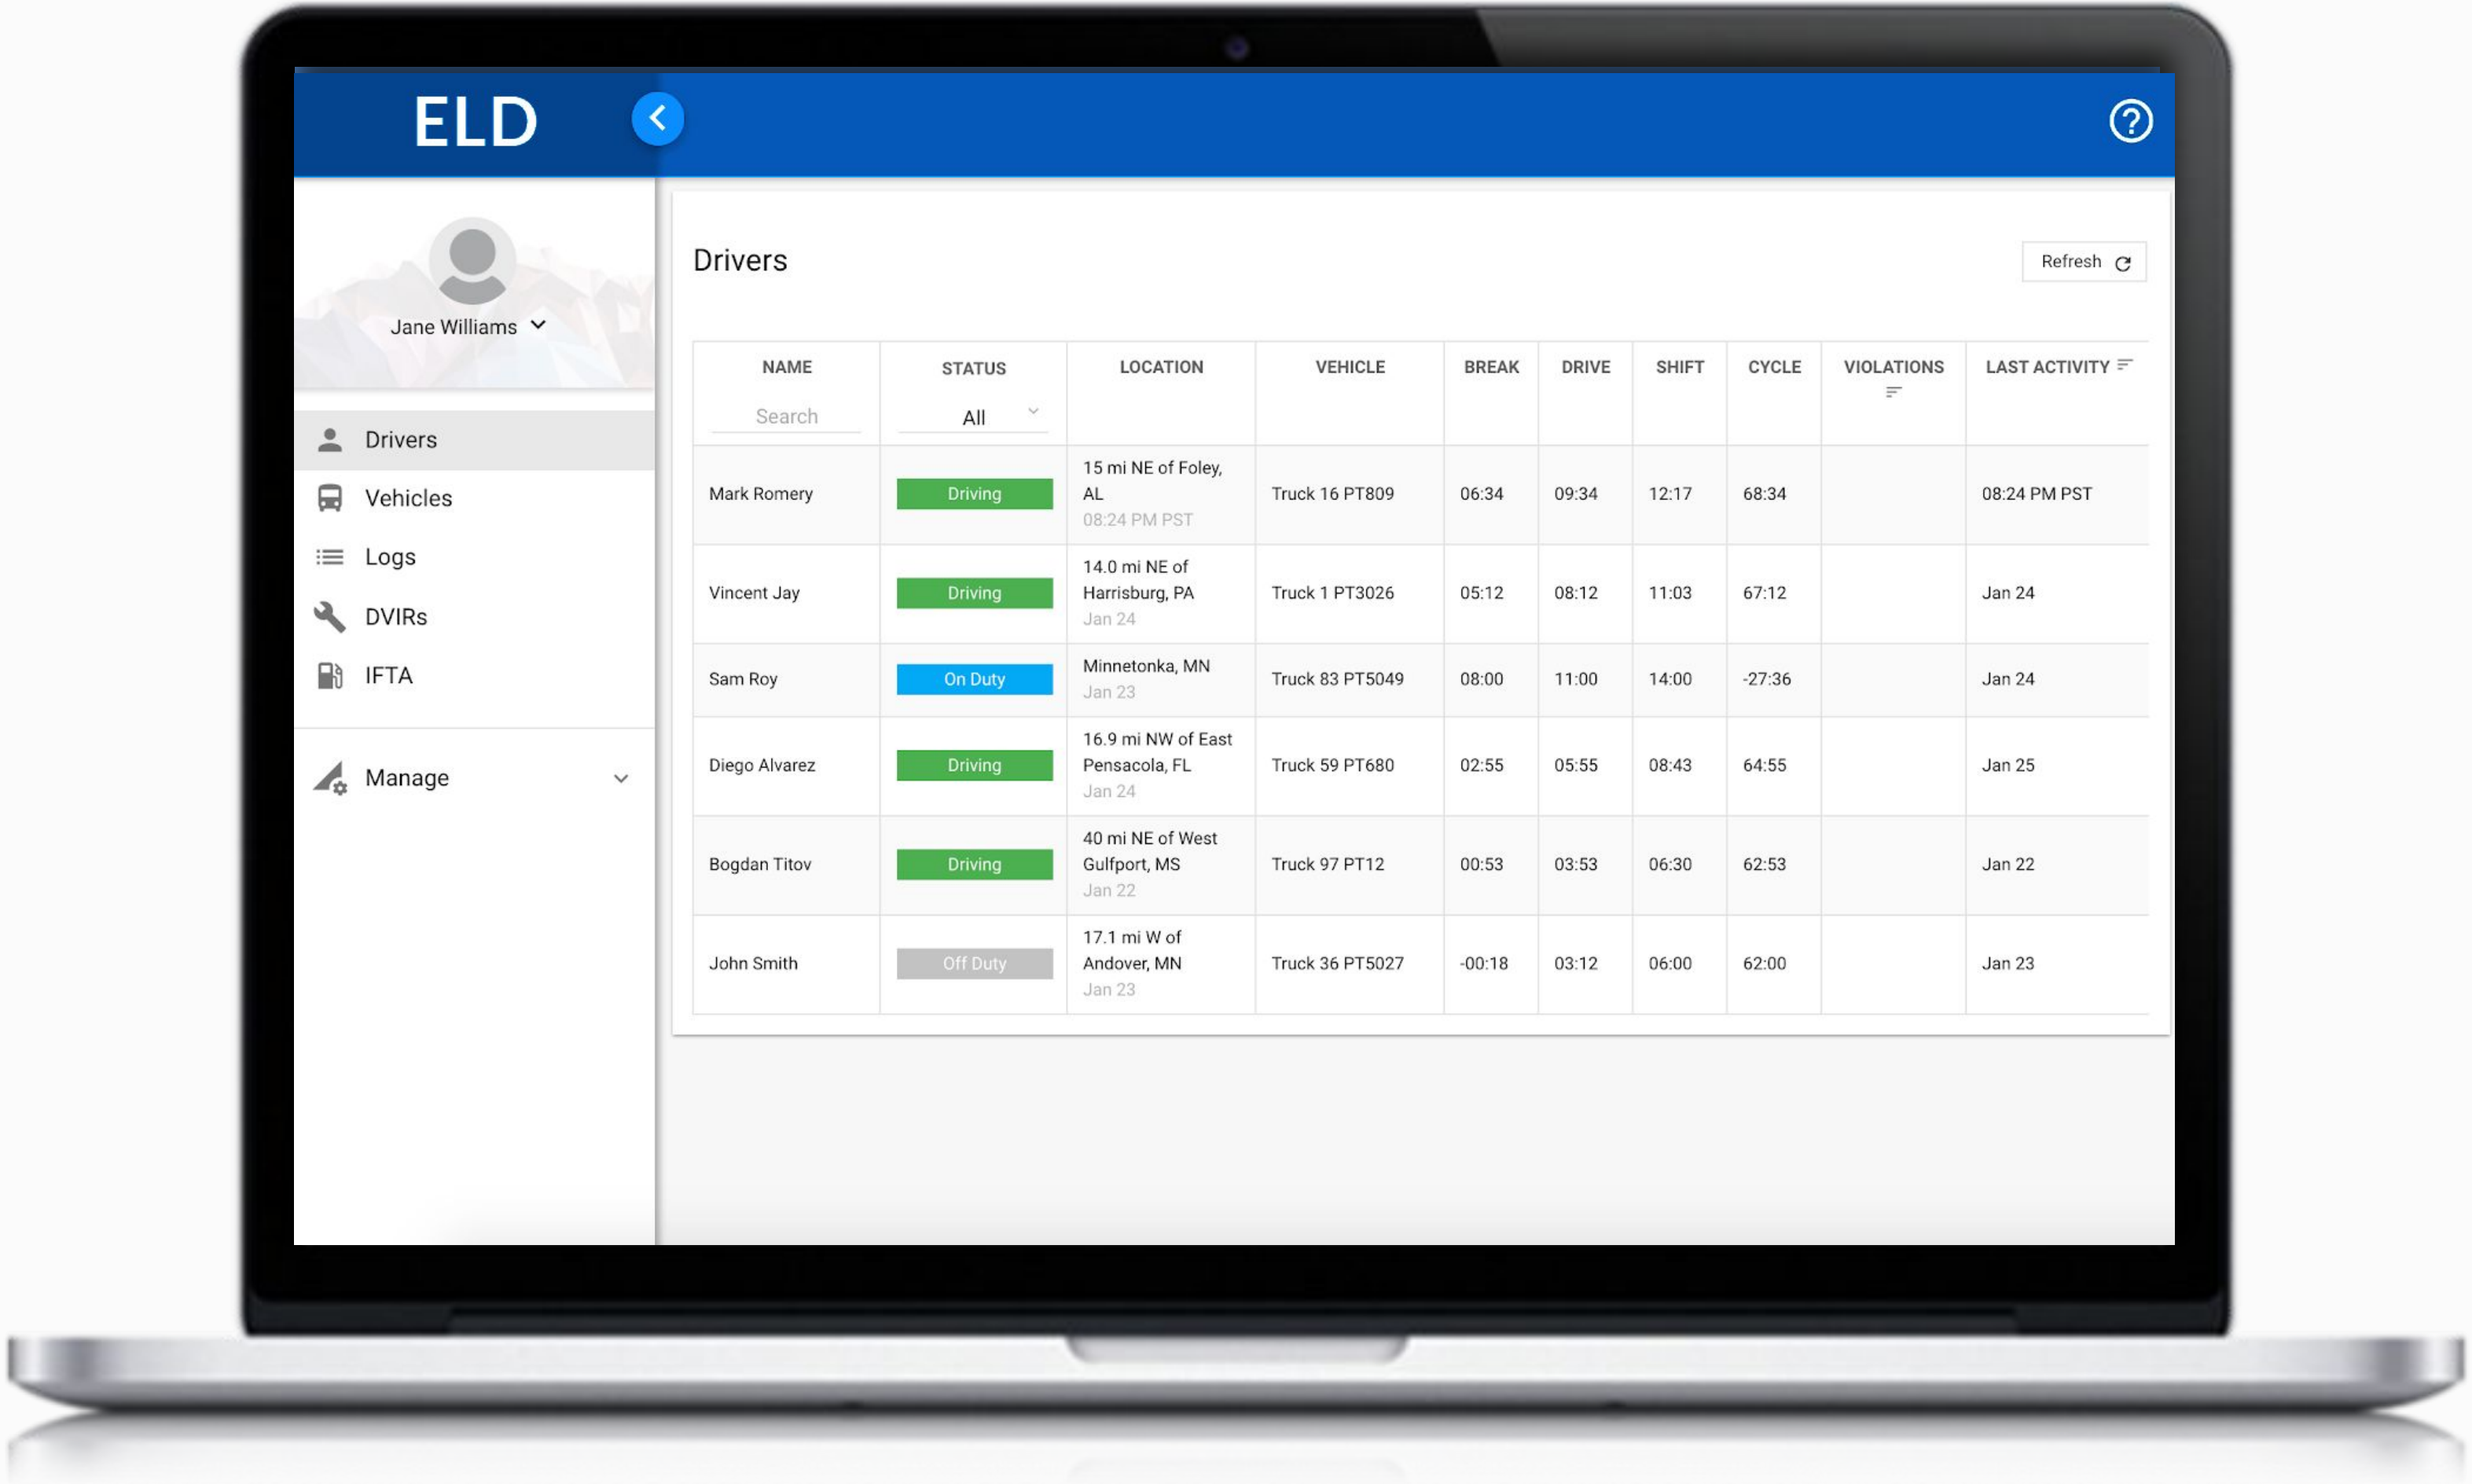 ELD
Jane Williams
Drivers
Vehicles
Logs
DVIRs
IFTA
Manage
Drivers
Refresh
NAME STATUS LOCATION VEHICLE BREAK DRIVE SHIFT CYCLE VIOLATIONS LAST ACTIVITY
Search All
15 mi NE of Foley,
Mark Romery Driving AL Truck 16 PT809 06:34 09:34 12:17 68:34 08:24 PM PST
08:24 PM PST
14.0 mi NE of
Vincent Jay Driving Harrisburg, PA Truck 1 PT3026 05:12 08:12 11:03 67:12 Jan 24
Jan 24
Minnetonka, MN
Sam Roy On Duty Truck 83 PT5049 08:00 11:00 14:00 -27:36 Jan 24
Jan 23
16.9 mi NW of East
Diego Alvarez Driving Pensacola, FL Truck 59 PT680 02:55 05:55 08:43 64:55 Jan 25
Jan 24
40 mi NE of West
Bogdan Titov Driving Gulfport, MS Truck 97 PT12 00:53 03:53 06:30 62:53 Jan 22
Jan 22
17.1 mi W of
John Smith Off Duty Andover, MN Truck 36 PT5027 -00:18 03:12 06:00 62:00 Jan 23
Jan 23